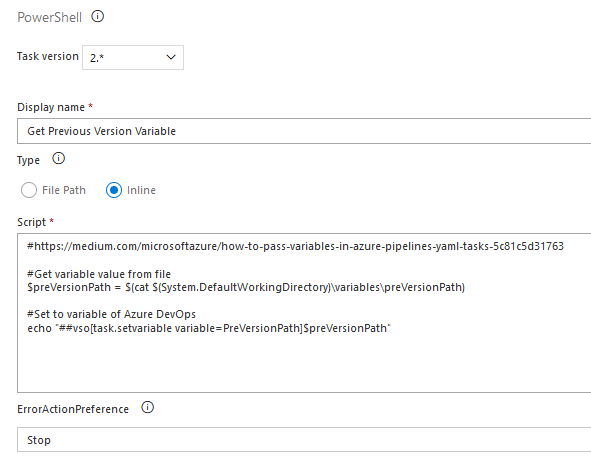 PowerShell
Task version 2.*
Display name *
Get Previous Version Variable
Type
File Path Inline
Script *
#https://medium.com/microsoftazure/how-to-pass-variables-in-azure-pipelines-yaml-tasks-5c81c5d31763
#Get variable value from file
$preVersionPath = $(cat $(System.DefaultWorkingDirectory)\variables\preVersionPath)
#Set to variable of Azure DevOps
echo "##vso[task.setvariable variable=PreVersionPath]$preVersionPath"
ErrorActionPreference
Stop